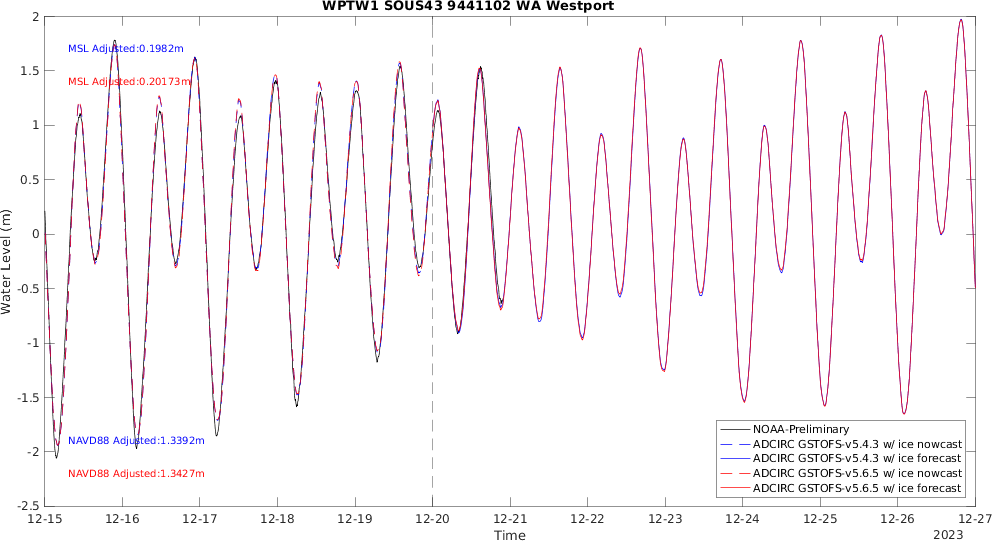 WPTW1 SOUS43 9441102 WA Westport
MSL Adjusted:0.1982m
MSL Adjusted:0.20173m
NAVD88 Adjusted:1.3392m
NAVD88 Adjusted:1.3427m
Water Level (m)
2
1.5
1
0.5
0
-0.5
-1
-1.5
-2
-2.5
NOAA-Preliminary
ADCIRC GSTOFS-v5.4.3 w/ ice nowcast
ADCIRC GSTOFS-v5.4.3 w/ ice forecast
ADCIRC GSTOFS-v5.6.5 w/ ice nowcast
ADCIRC GSTOFS-v5.6.5 w/ ice forecast
12-15 12-16 12-17 12-18 12-19 12-20 12-21 12-22 12-23 12-24 12-25 12-26 12-27
Time
2023